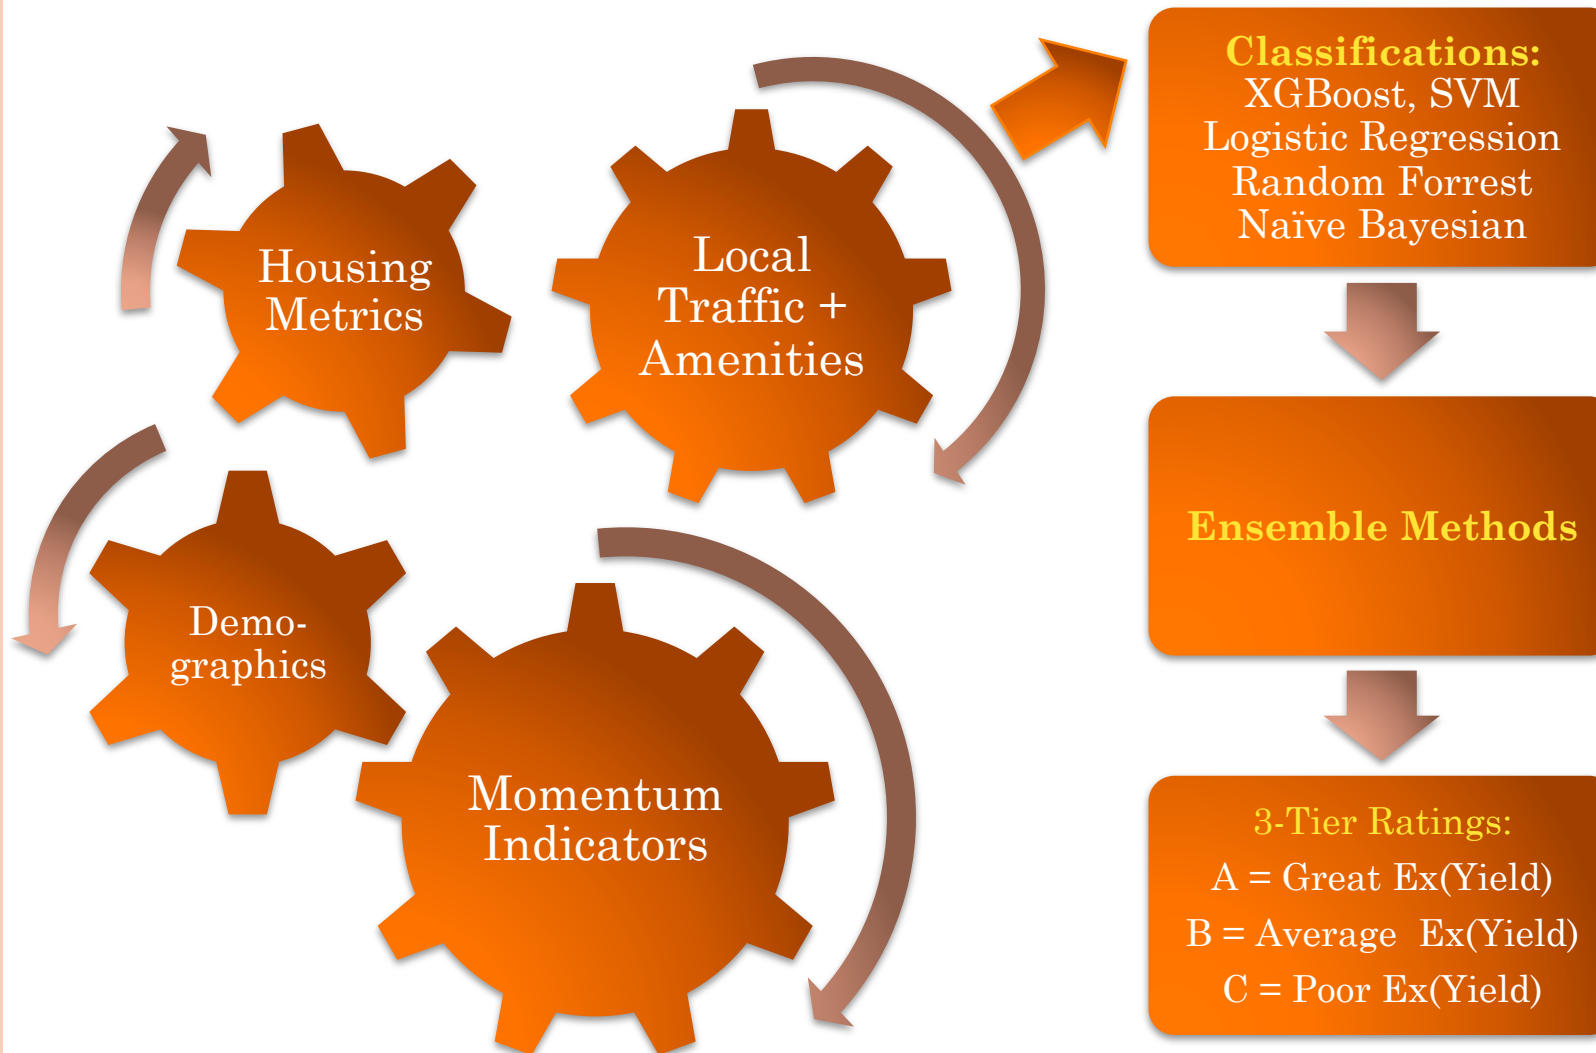 Housing
Metrics
Local
Traffic +
Amenities
Demo-
graphics
Momentum
Indicators
Classifications:
XGBoost, SVM
Logistic Regression
Random Forrest
Naïve Bayesian
Ensemble Methods
3-Tier Ratings:
A = Great Ex(Yield)
B = Average  Ex(Yield)
C = Poor Ex(Yield)